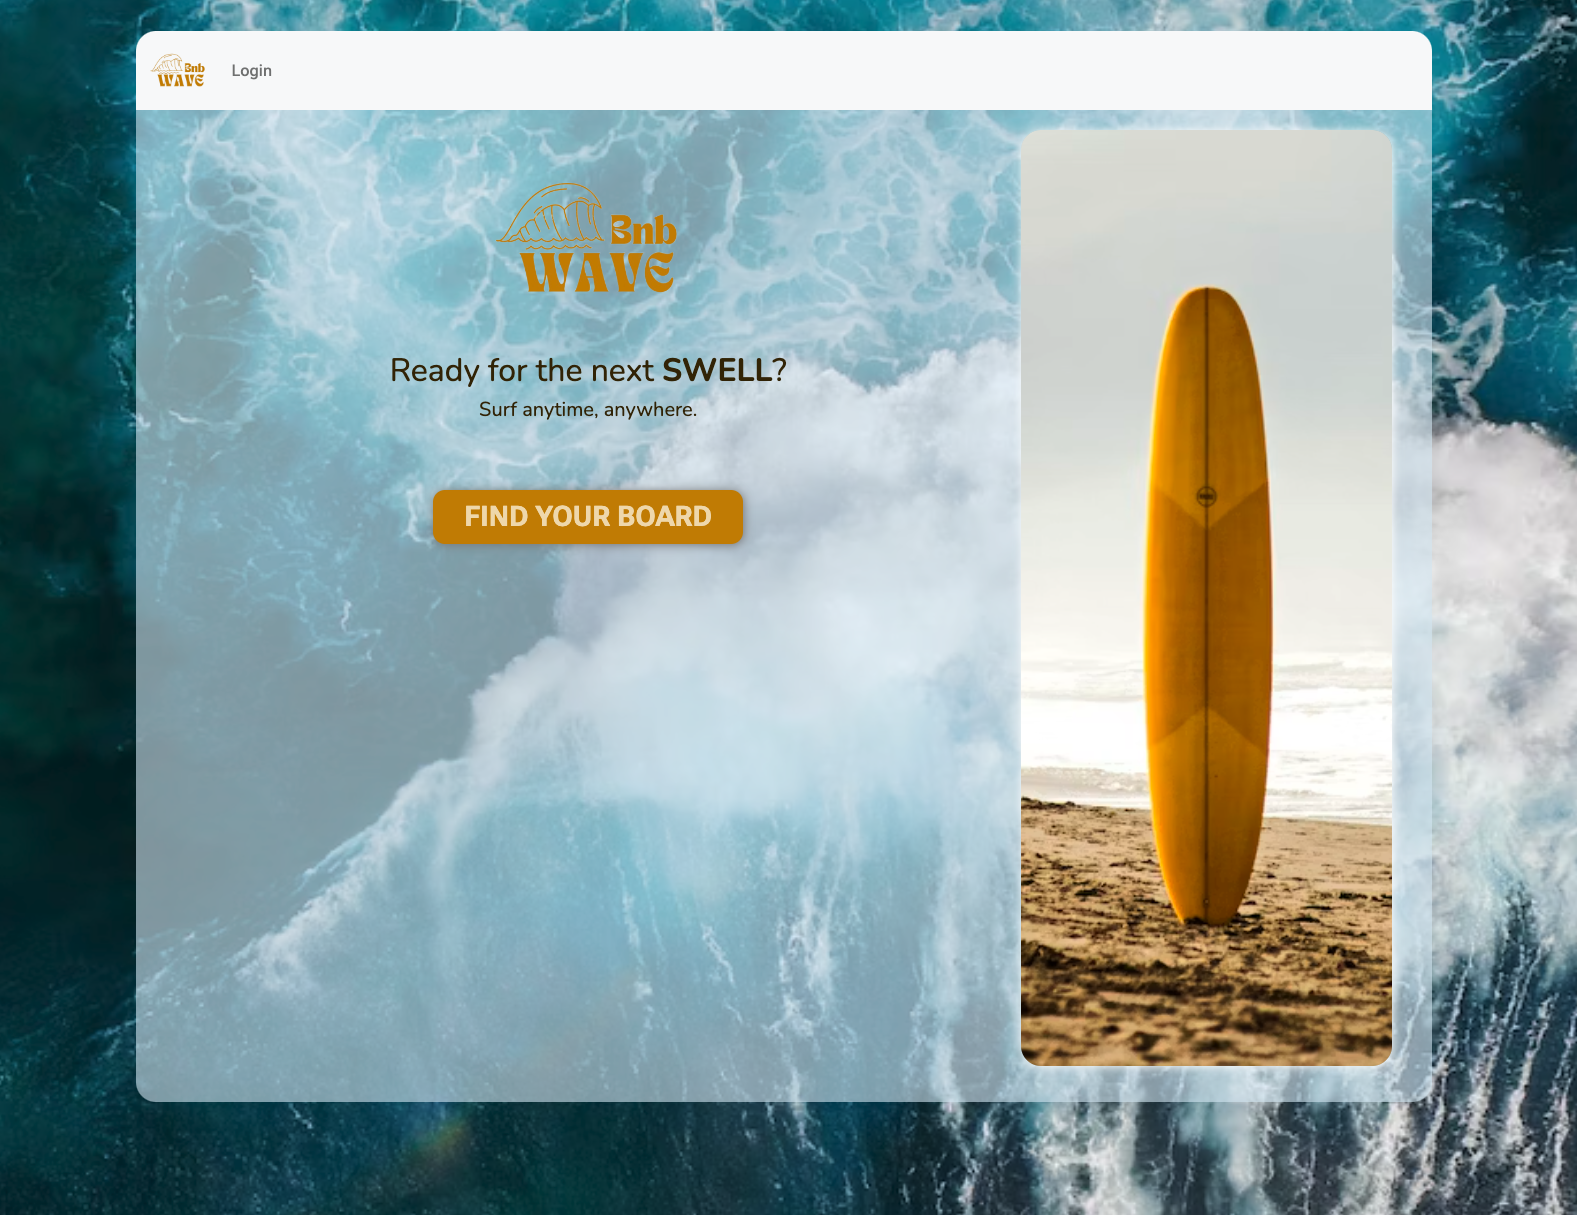 Bnb
WAVE
Login
Bnb
WAVE
Ready for the next SWELL?
Surf anytime, anywhere.
FIND YOUR BOARD